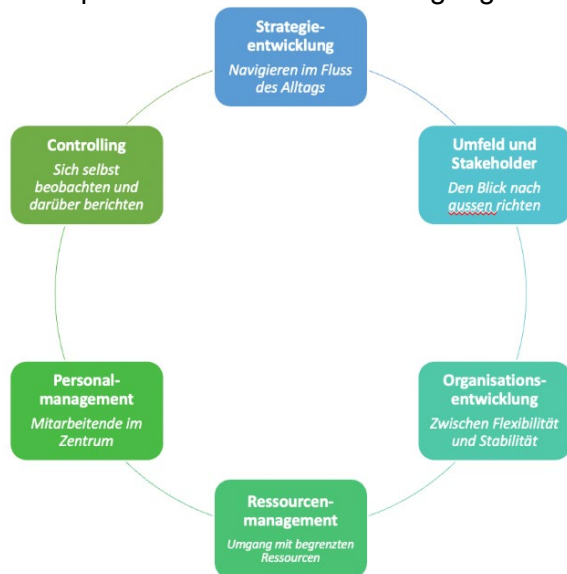 Strategie-
entwicklung
Navigieren im Fluss
des Alltags
Umfeld und
Stakeholder
Den Blick nach
aussen richten
Organisations-
entwicklung
Zwischen Flexibilität
und Stabilität
Ressourcen-
management
Umgang mit begrenzten
Ressourcen
Personal-
management
Mitarbeitende im
Zentrum
Controlling
Sich selbst
beobachten und
darüber berichten